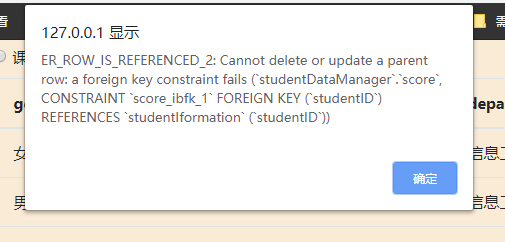 看
127.0.0.1 显示
需
ER_ROW_IS_REFERENCED_2: Cannot delete or update a parent
row: a foreign key constraint fails (`studentDataManager`.`score`,
CONSTRAINT `score_ibfk_1` FOREIGN KEY (`studentID`)
REFERENCES `studentIformation` (`studentID`))
课
ge
depa
女
信息工
确定
男
信息工